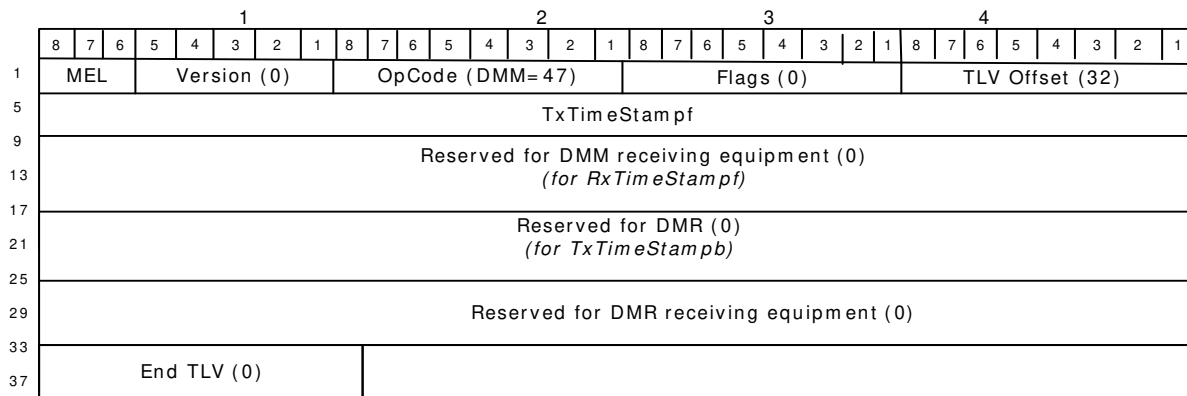 1 2 3 4
8 7 6 5 4 3 2 1 8 7 6 5 4 3 2 1 8 7 6 5 4 3 2 1 8 7 6 5 4 3 2 1
1 MEL Version (0) OpCode (DMM=47) Flags (0) TLV Offset (32)
5 TxTimeStampf
9 Reserved for DMM receiving equipment (0)
13 (for RxTimeStampf)
17 Reserved for DMR (0)
21 (for TxTimeStampb)
25
29 Reserved for DMR receiving equipment (0)
33
End TLV (0)
37